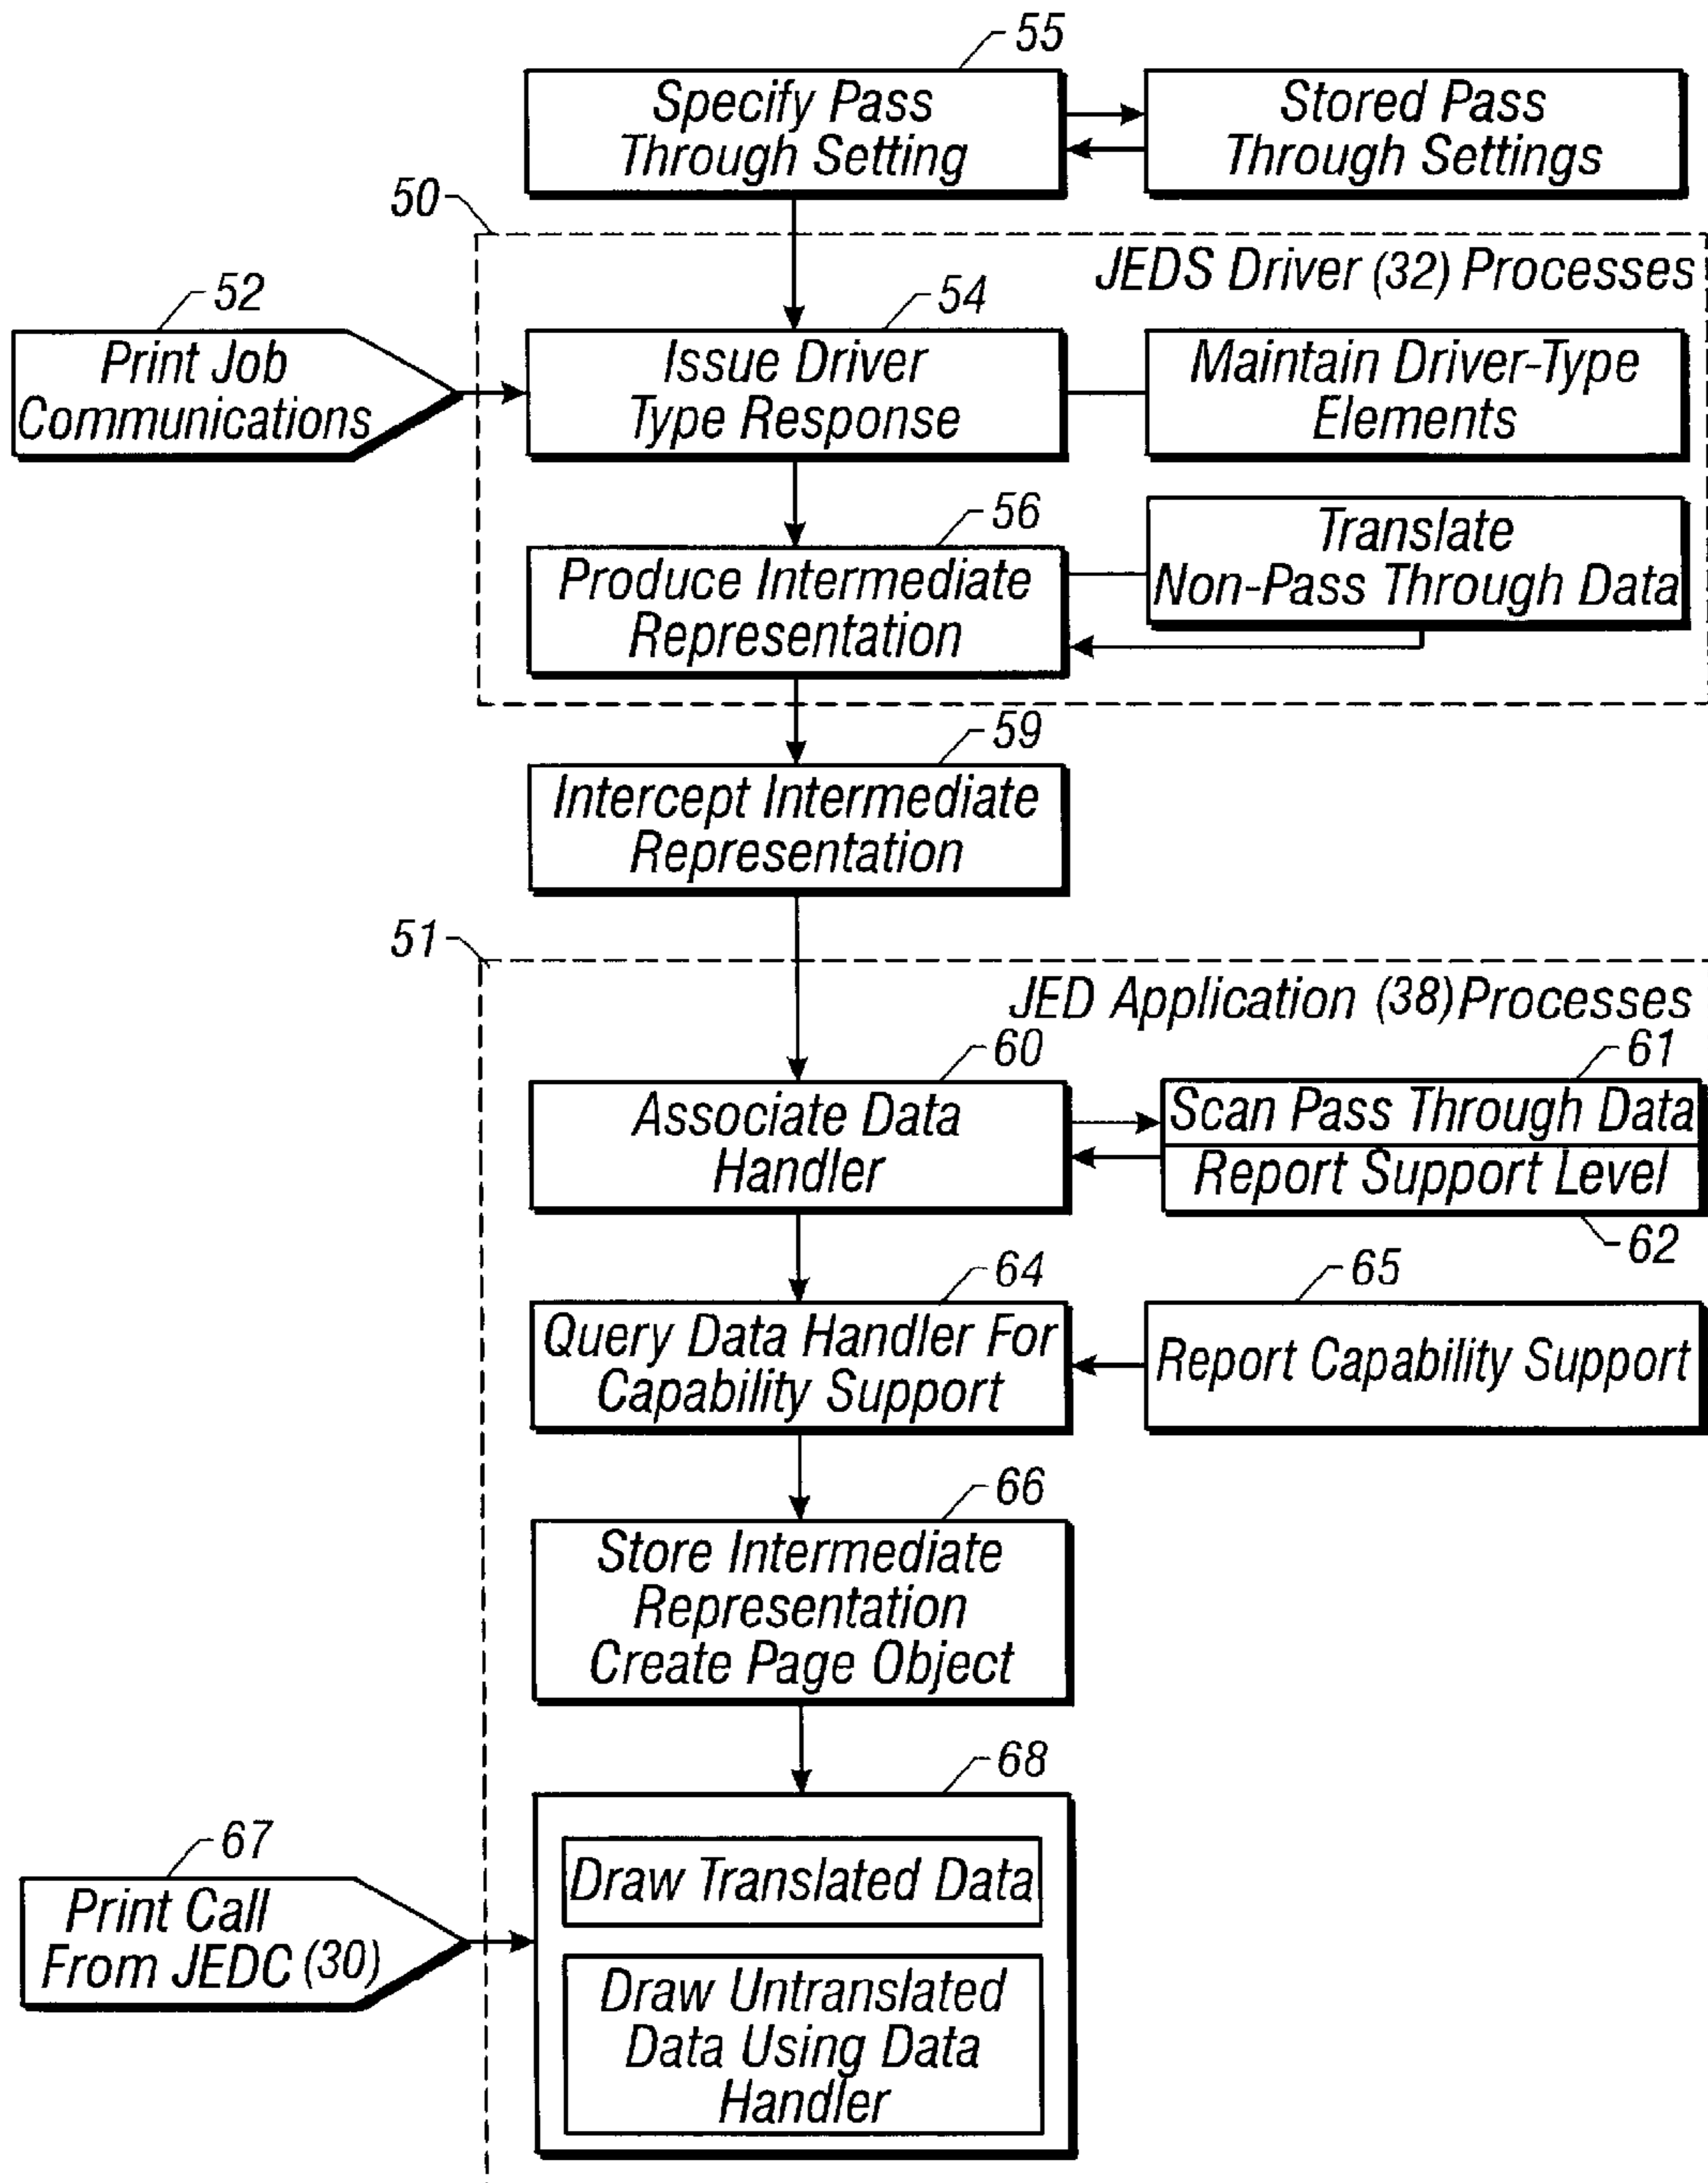 55
Specify Pass
Through Setting
Stored Pass
Through Settings
50
JEDS Driver (32) Processes
52
Print Job
Communications
54
Issue Driver
Type Response
Maintain Driver-Type
Elements
56
Produce Intermediate
Representation
Translate
Non-Pass Through Data
59
Intercept Intermediate
Representation
51
JED Application (38) Processes
60
Associate Data
Handler
61
Scan Pass Through Data
Report Support Level
62
64
Query Data Handler For
Capability Support
65
Report Capability Support
66
Store Intermediate
Representation
Create Page Object
67
Print Call
From JEDC (30)
68
Draw Translated Data
Draw Untranslated
Data Using Data
Handler